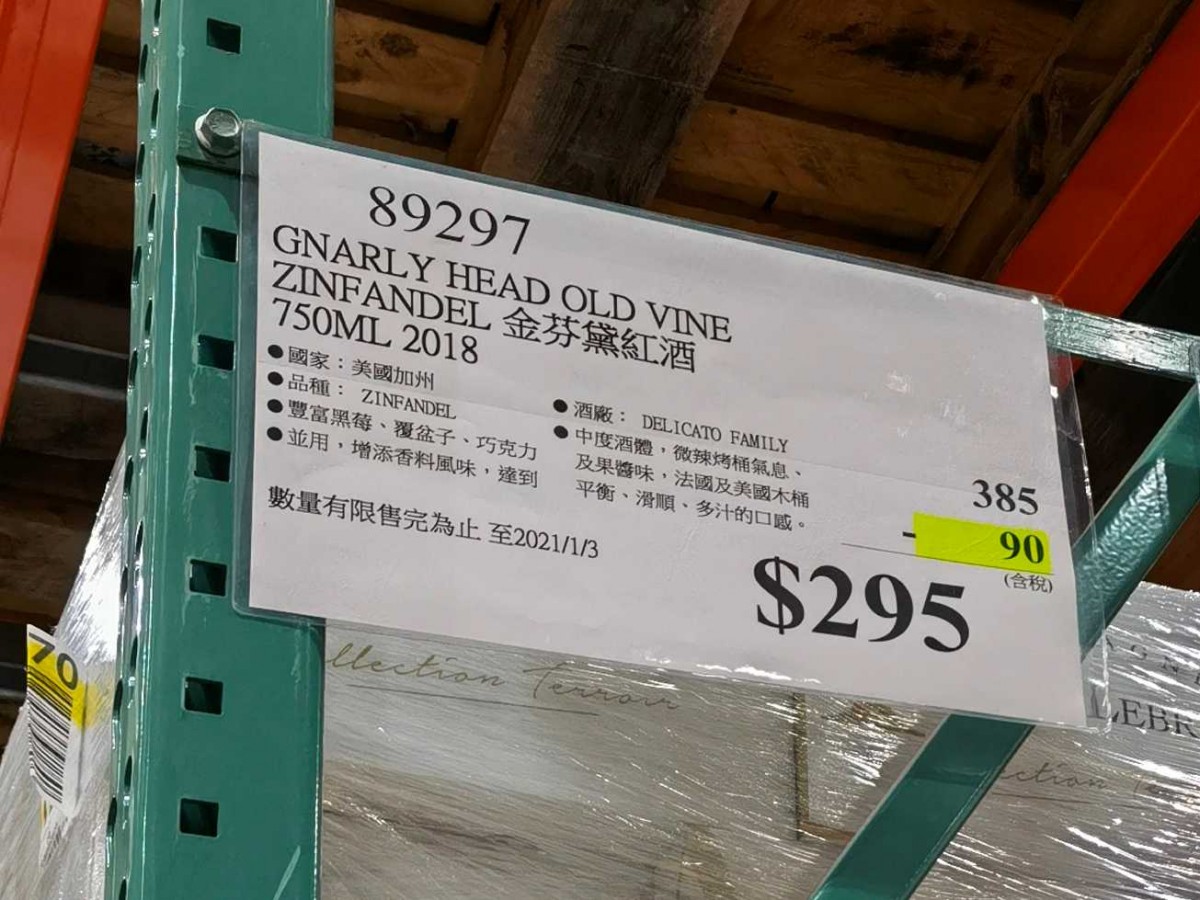 89297
GNARLY HEAD OLD VINE
ZINFANDEL 金芬黛紅酒
750ML 2018
●國家：美國加州
●品種： ZINFANDEL
●豐富黑莓、覆盆子、巧克力
●並用，增添香料風味，達到
●酒廠： DELICATO FAMILY
●中度酒體，微辣烤桶氣息、
及果醬味，法國及美國木桶
平衡、滑順、多汁的口感。
數量有限售完為止 至2021/1/3
385
-90
(含稅)
$295
70
llection Terroir
LEBR
ction